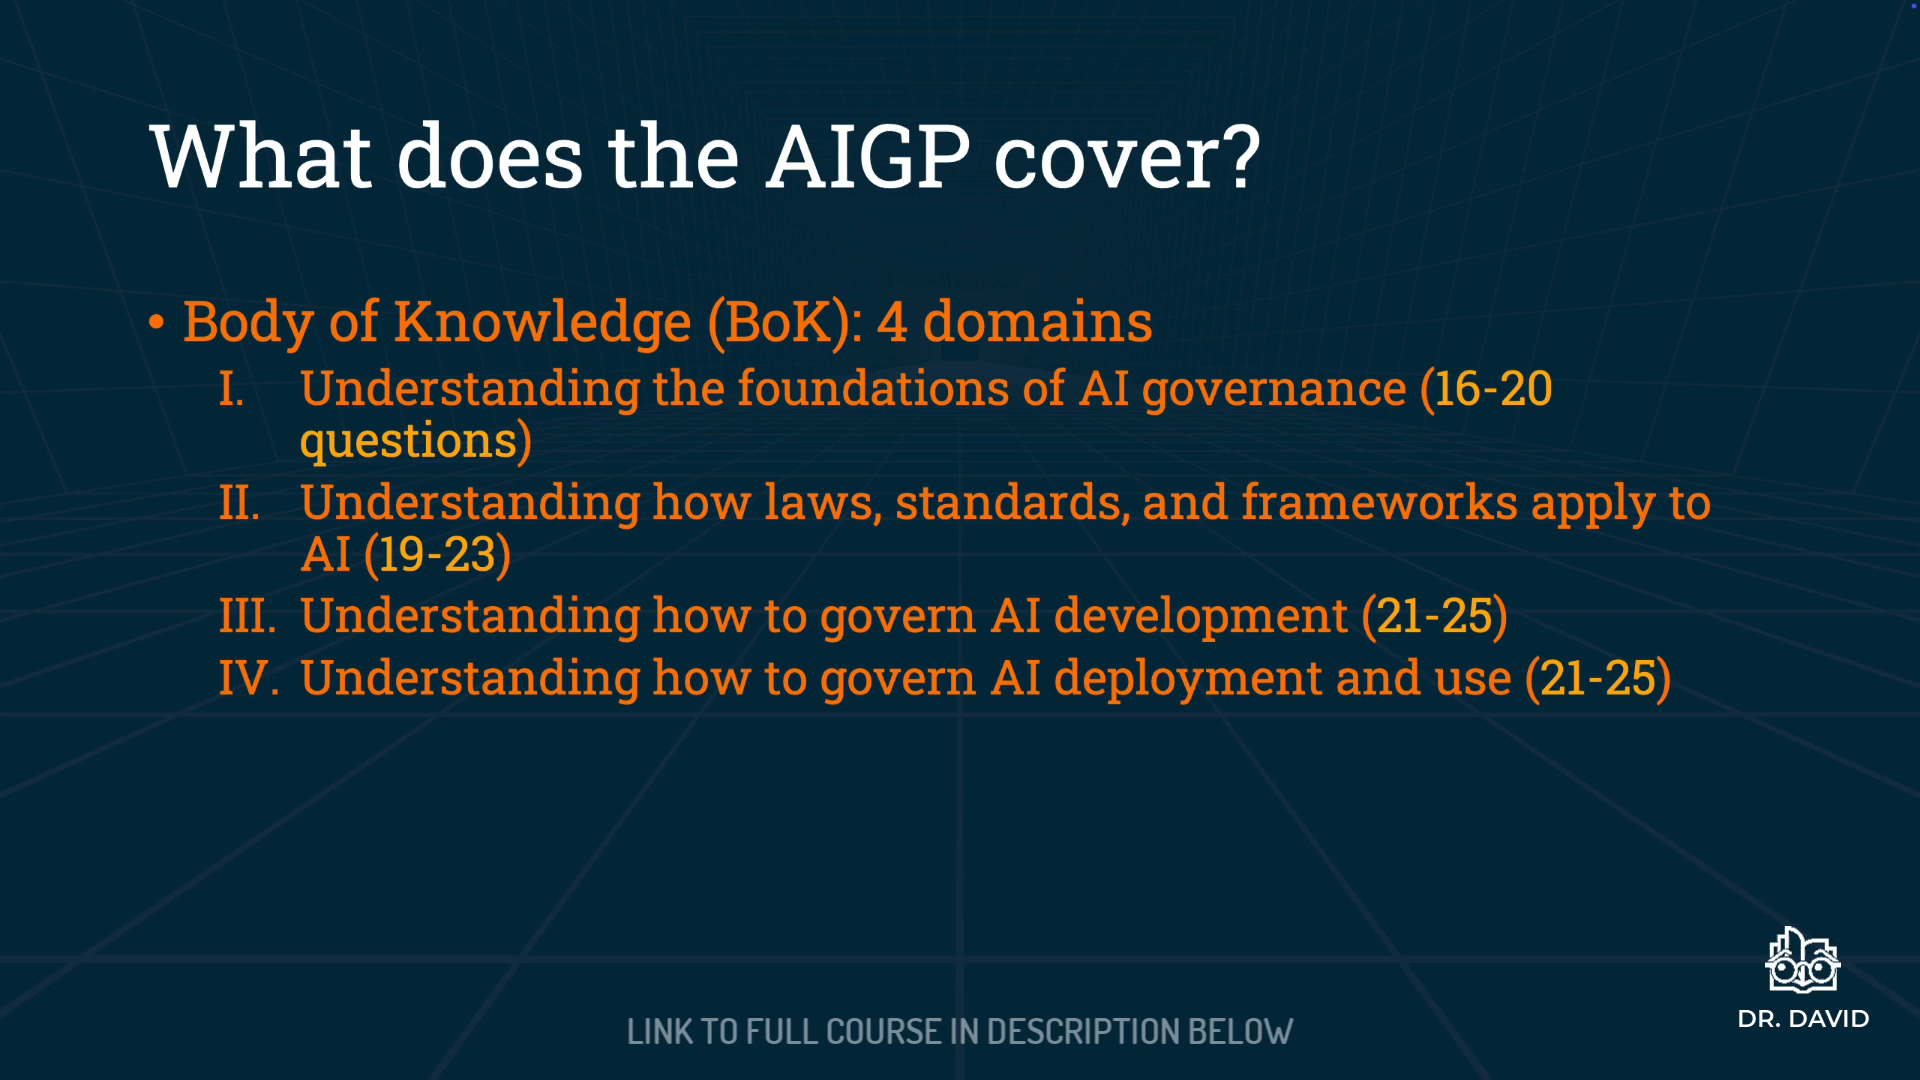 What does the AIGP cover?
• Body of Knowledge (BoK): 4 domains
I. Understanding the foundations of AI governance (16-20
questions)
II. Understanding how laws, standards, and frameworks apply to
AI (19-23)
III. Understanding how to govern AI development (21-25)
IV. Understanding how to govern AI deployment and use (21-25)
DR. DAVID
LINK TO FULL COURSE IN DESCRIPTION BELOW